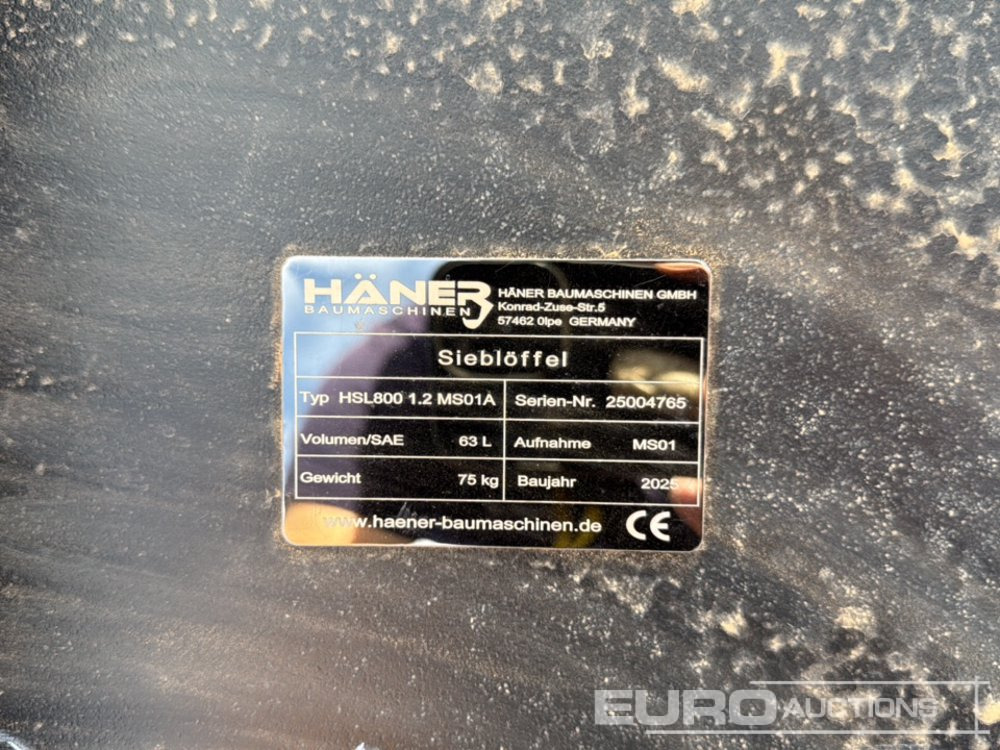 HÄNER
BAUMASCHINEN
HÄNER BAUMASCHINEN GMBH
Konrad-Zuse-Str.5
57462 Olpe GERMANY
Sieblöffel
Typ HSL800 1.2 MS01A
Serien-Nr. 25004765
Volumen/SAE 63 L
Aufnahme MS01
Gewicht 75 kg
Baujahr 2025
www.haener-baumaschinen.de CE
EURO AUCTIONS